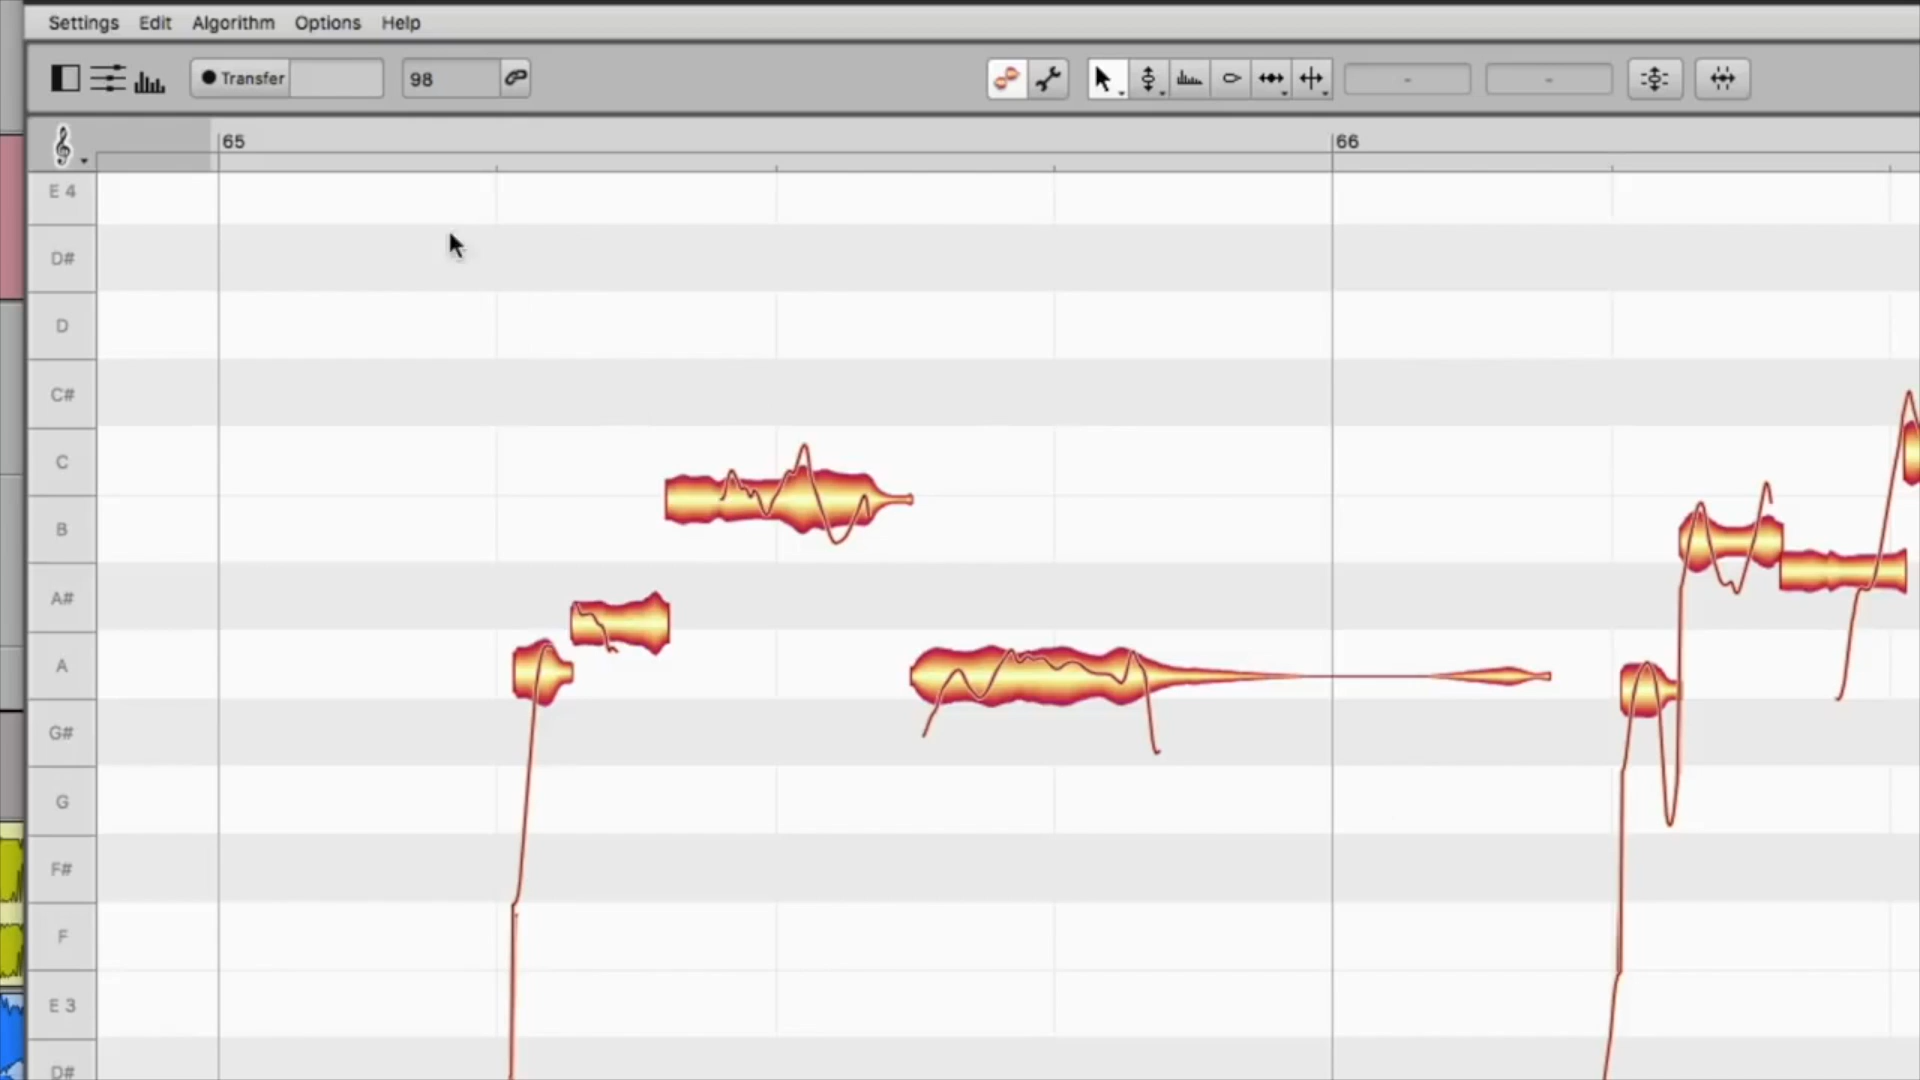 Settings Edit Algorithm Options Help
Transfer 98 - -
65 66
E 4
D#
D
C#
C
B
A#
A
G#
G
F#
F
E 3
D#